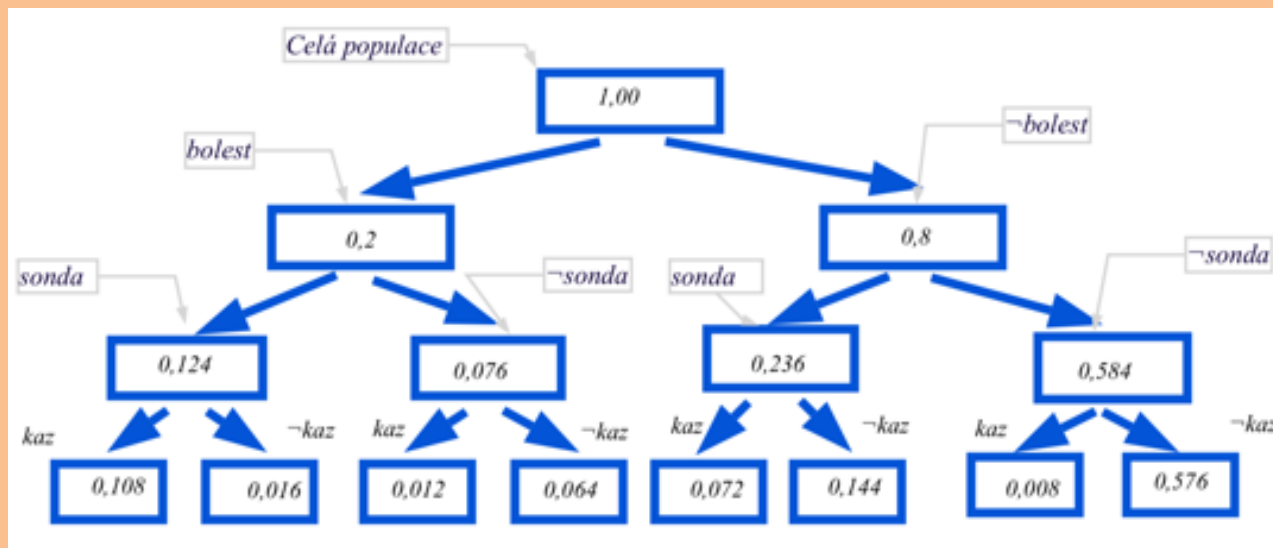 Celá populace
1,00
bolest
¬bolest
0,2
0,8
sonda
¬sonda
sonda
¬sonda
0,124
0,076
0,236
0,584
kaz
¬kaz
kaz
¬kaz
kaz
¬kaz
kaz
¬kaz
0,108
0,016
0,012
0,064
0,072
0,144
0,008
0,576